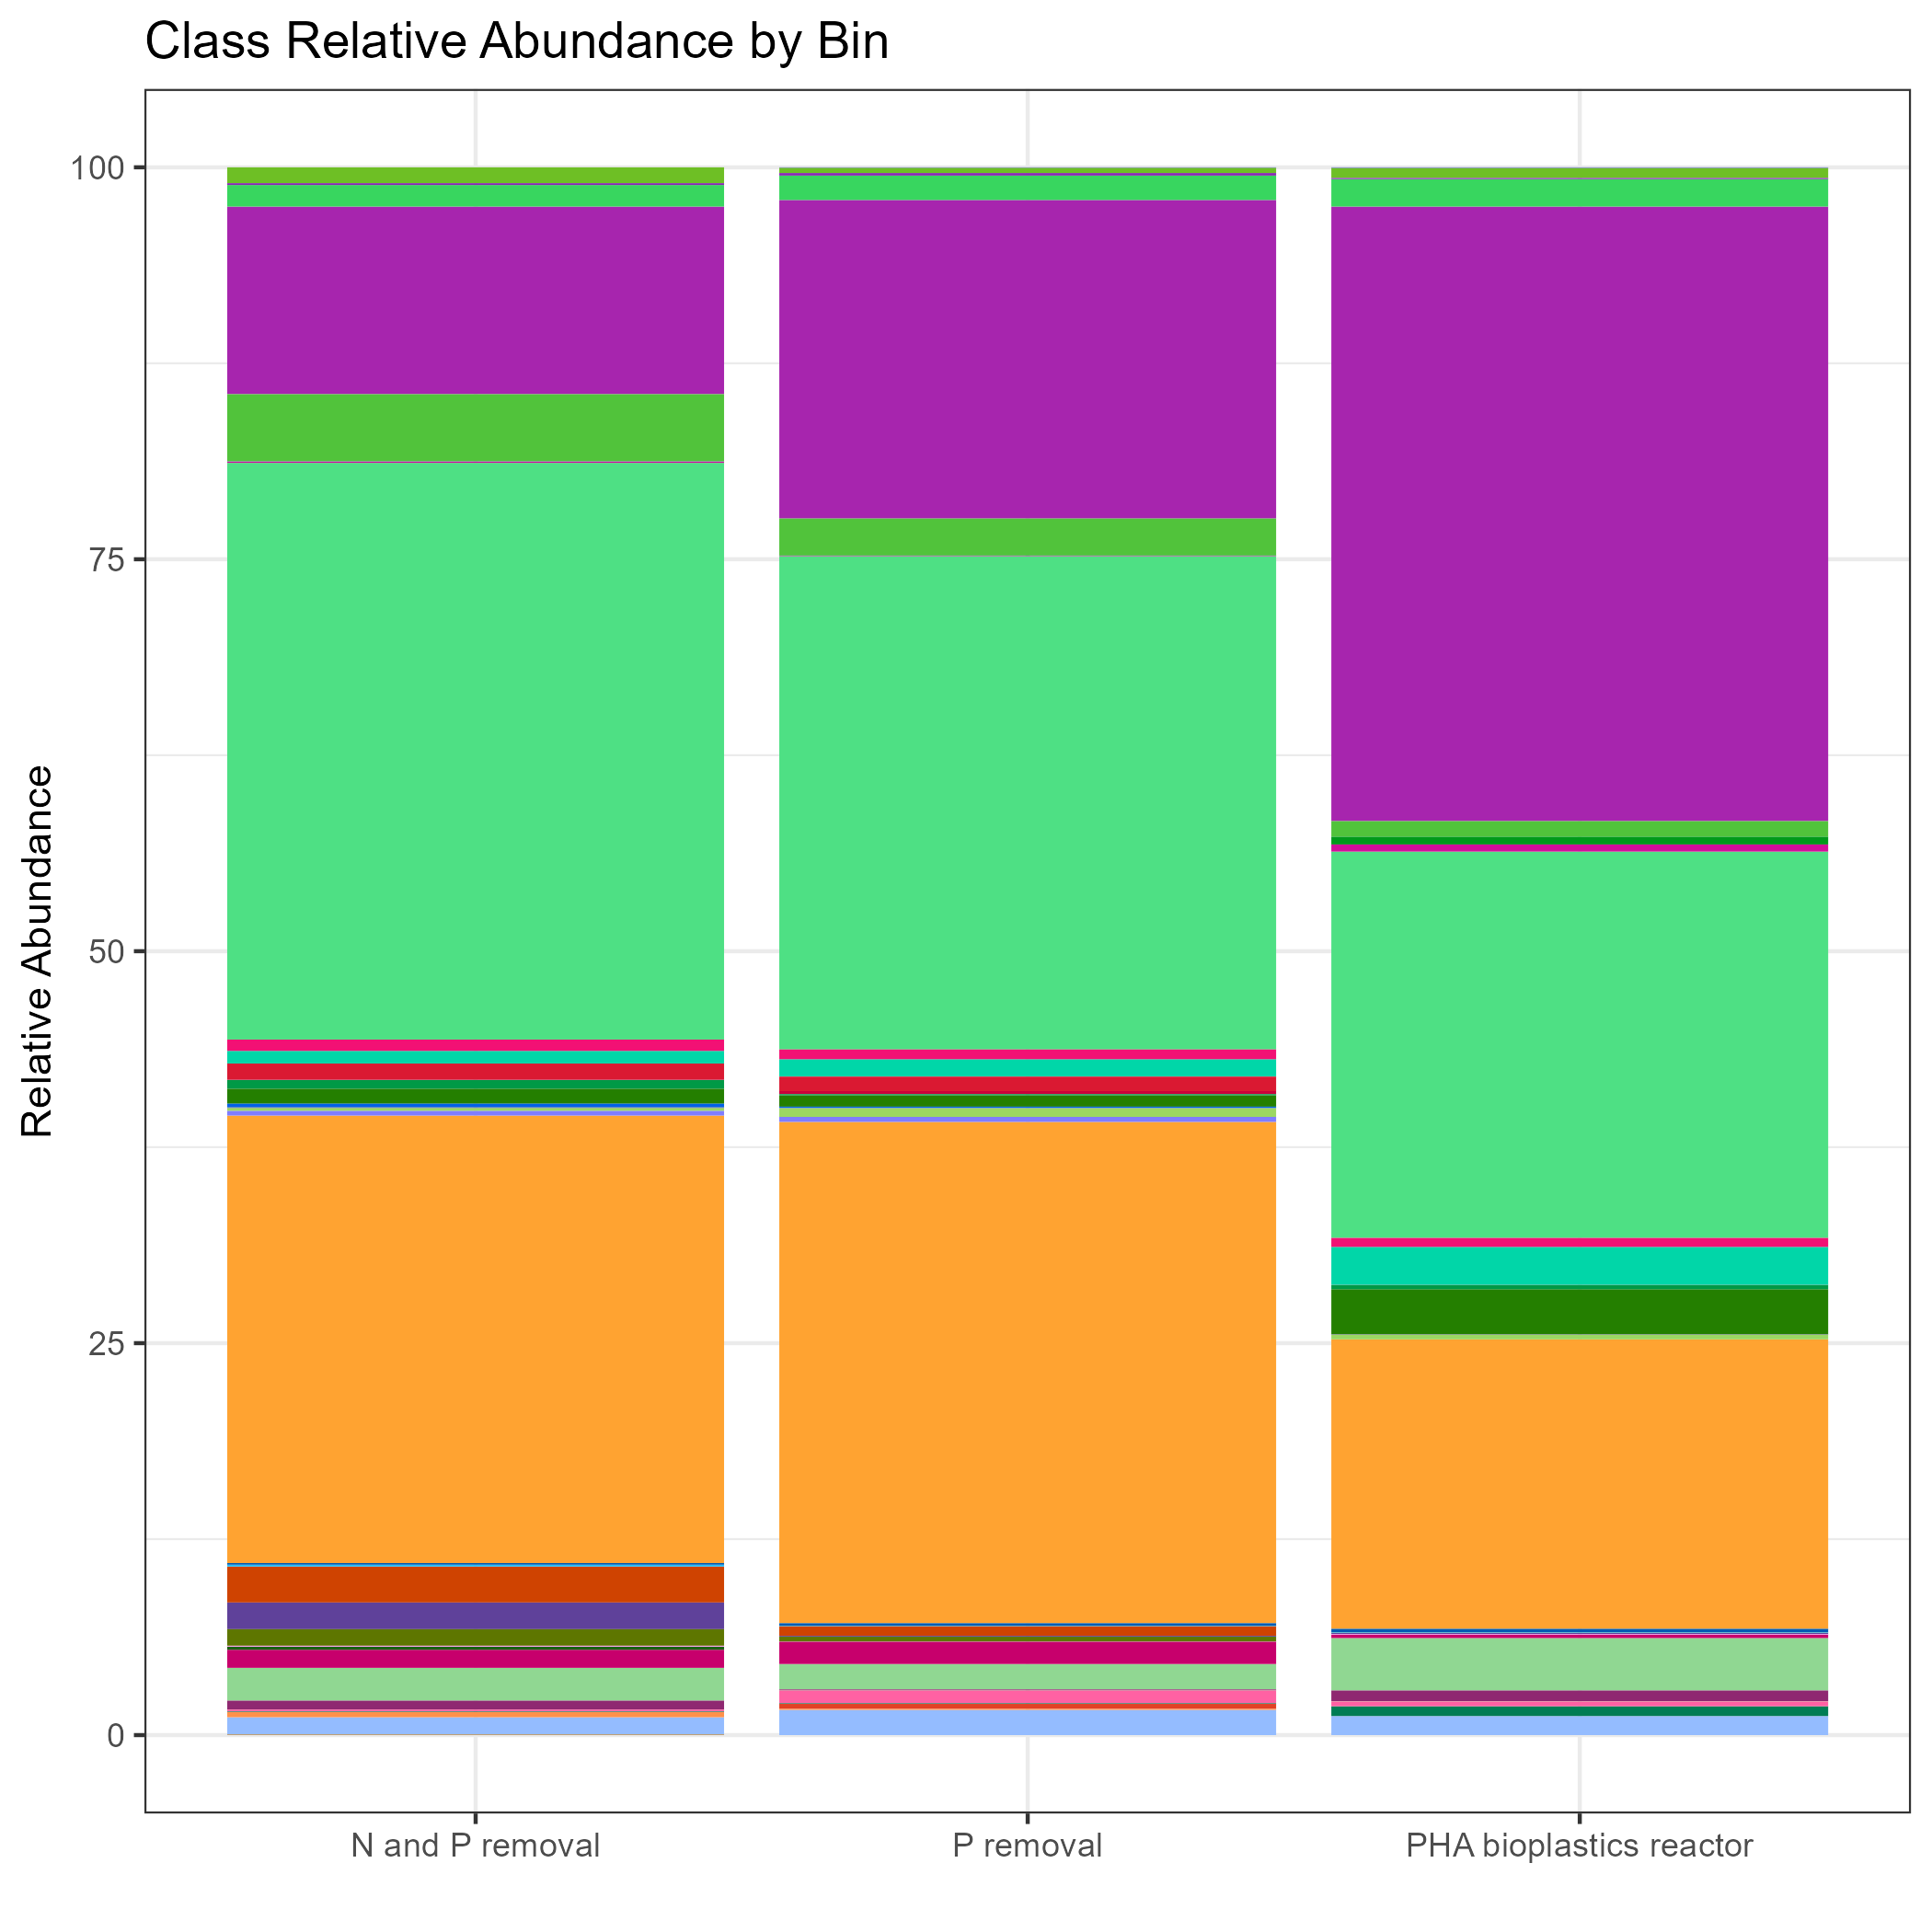 Class Relative Abundance by Bin
Relative Abundance
100
75
50
25
0
N and P removal
P removal
PHA bioplastics reactor